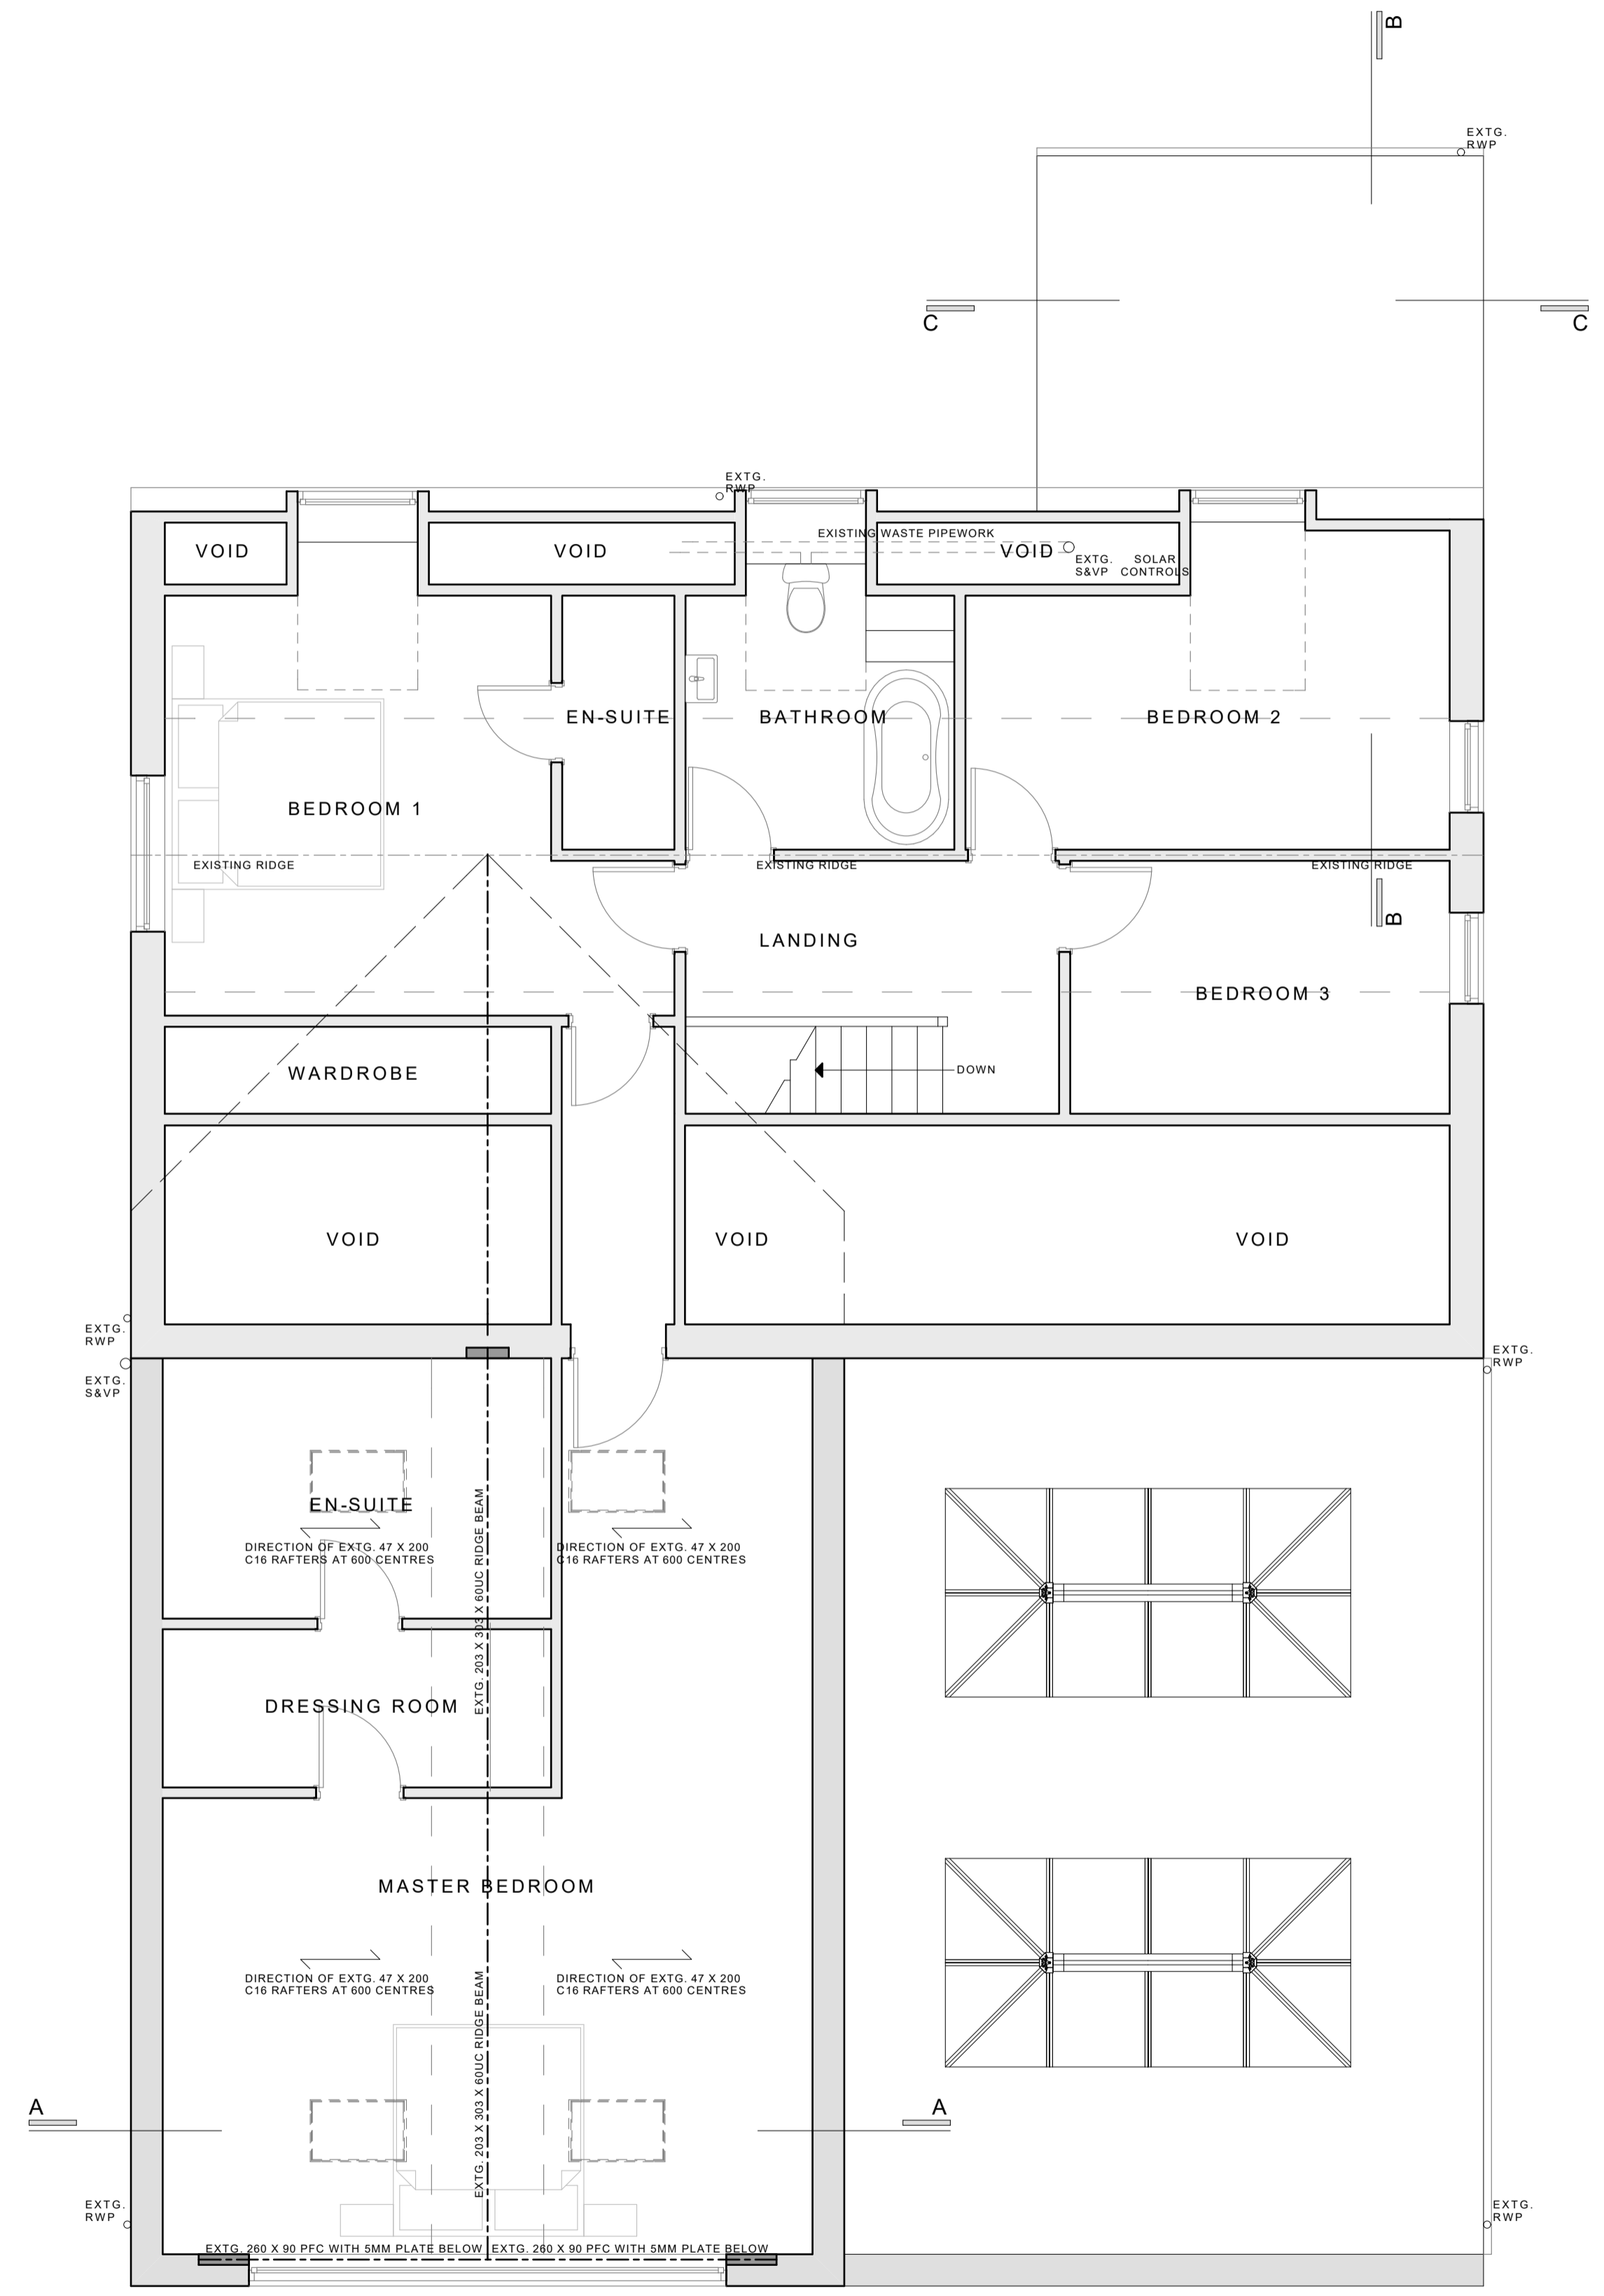 B
EXTG.
RWP
C
C
EXTG.
RWP
EXISTING WASTE PIPEWORK
VOID
VOID
VOID
EXTG.
S&VP
SOLAR
CONTROLS
EN-SUITE
BATHROOM
BEDROOM 2
BEDROOM 1
EXISTING RIDGE
EXISTING RIDGE
EXISTING RIDGE
B
LANDING
BEDROOM 3
WARDROBE
DOWN
VOID
VOID
VOID
EXTG.
RWP
EXTG.
S&VP
EXTG.
RWP
EN-SUITE
DIRECTION OF EXTG. 47 X 200
C16 RAFTERS AT 600 CENTRES
DIRECTION OF EXTG. 47 X 200
C16 RAFTERS AT 600 CENTRES
EXTG. 203 X 303 X 60UC RIDGE BEAM
DRESSING ROOM
MASTER BEDROOM
DIRECTION OF EXTG. 47 X 200
C16 RAFTERS AT 600 CENTRES
DIRECTION OF EXTG. 47 X 200
C16 RAFTERS AT 600 CENTRES
EXTG. 203 X 303 X 60UC RIDGE BEAM
A
A
EXTG.
RWP
EXTG.
RWP
EXTG. 260 X 90 PFC WITH 5MM PLATE BELOW
EXTG. 260 X 90 PFC WITH 5MM PLATE BELOW